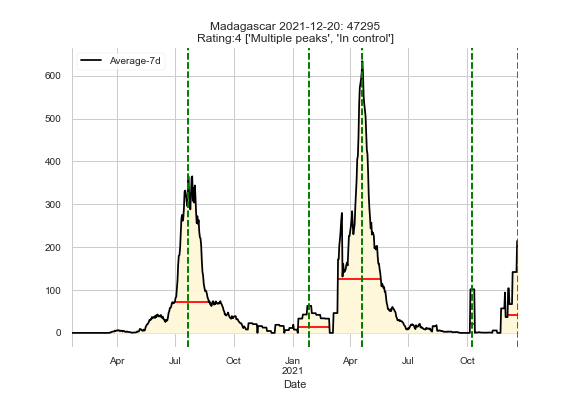 Madagascar 2021-12-20: 47295
Rating:4 ['Multiple peaks', 'In control']
Average-7d
600
500
400
300
200
100
0
Apr Jul Oct Jan Apr Jul Oct
2021
Date